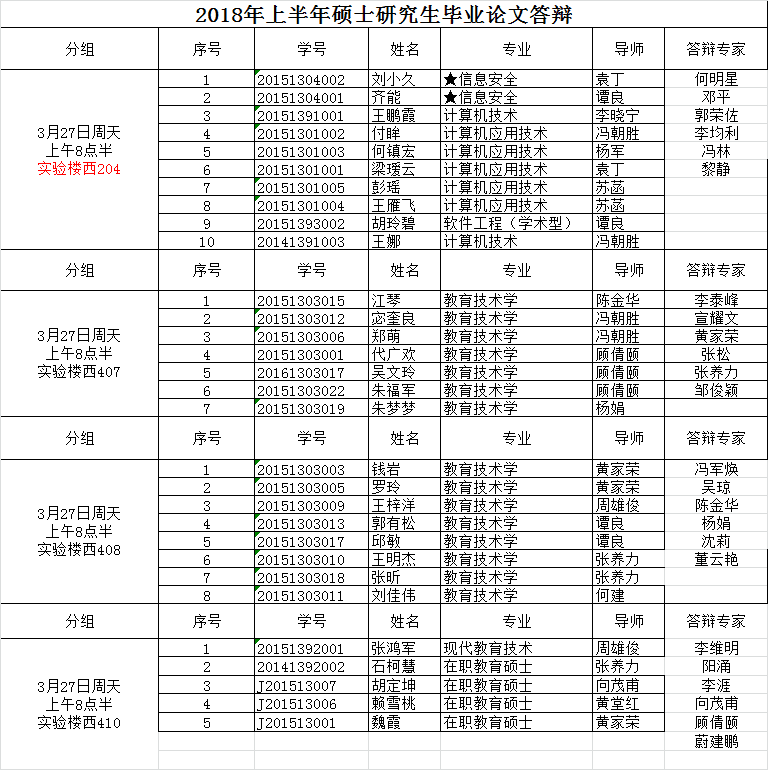 2018年上半年硕士研究生毕业论文答辩
分组 序号 学号 姓名 专业 导师 答辩专家
3月27日周天
上午8点半
实验楼西204
1 20151304002 刘小久 ★信息安全 袁丁 何明星
2 20151304001 齐能 ★信息安全 谭良 邓平
3 20151391001 王鹏霞 计算机技术 李晓宁 郭荣佐
4 20151301002 付眸 计算机应用技术 冯朝胜 李均利
5 20151301003 何镇宏 计算机应用技术 杨军 冯林
6 20151301001 梁瑷云 计算机应用技术 袁丁 黎静
7 20151301005 彭瑶 计算机应用技术 苏菡
8 20151301004 王雁飞 计算机应用技术 苏菡
9 20151393002 胡玲碧 软件工程（学术型） 谭良
10 20141391003 王娜 计算机技术 冯朝胜
分组 序号 学号 姓名 专业 导师 答辩专家
3月27日周天
上午8点半
实验楼西407
1 20151303015 江琴 教育技术学 陈金华 李泰峰
2 20151303012 宓奎良 教育技术学 冯朝胜 宣耀文
3 20151303006 郑萌 教育技术学 冯朝胜 黄家荣
4 20151303001 代广欢 教育技术学 顾倩颐 张松
5 20161303017 吴文玲 教育技术学 顾倩颐 张养力
6 20151303022 朱福军 教育技术学 顾倩颐 邹俊颖
7 20151303019 朱梦梦 教育技术学 杨娟
分组 序号 学号 姓名 专业 导师 答辩专家
3月27日周天
上午8点半
实验楼西408
1 20151303003 钱岩 教育技术学 黄家荣 冯军焕
2 20151303005 罗玲 教育技术学 黄家荣 吴琼
3 20151303009 王梓洋 教育技术学 周雄俊 陈金华
4 20151303013 郭有松 教育技术学 谭良 杨娟
5 20151303017 邱敏 教育技术学 谭良 沈莉
6 20151303010 王明杰 教育技术学 张养力 董云艳
7 20151303018 张昕 教育技术学 张养力
8 20151303011 刘佳伟 教育技术学 何建
分组 序号 学号 姓名 专业 导师 答辩专家
3月27日周天
上午8点半
实验楼西410
1 20151392001 张鸿军 现代教育技术 周雄俊 李维明
2 20141392002 石柯慧 在职教育硕士 张养力 阳涌
3 J201513007 胡定坤 在职教育硕士 向茂甫 李涯
4 J201513006 赖雪桃 在职教育硕士 黄堂红 向茂甫
5 J201513001 魏霞 在职教育硕士 黄家荣 顾倩颐
蔚建鹏